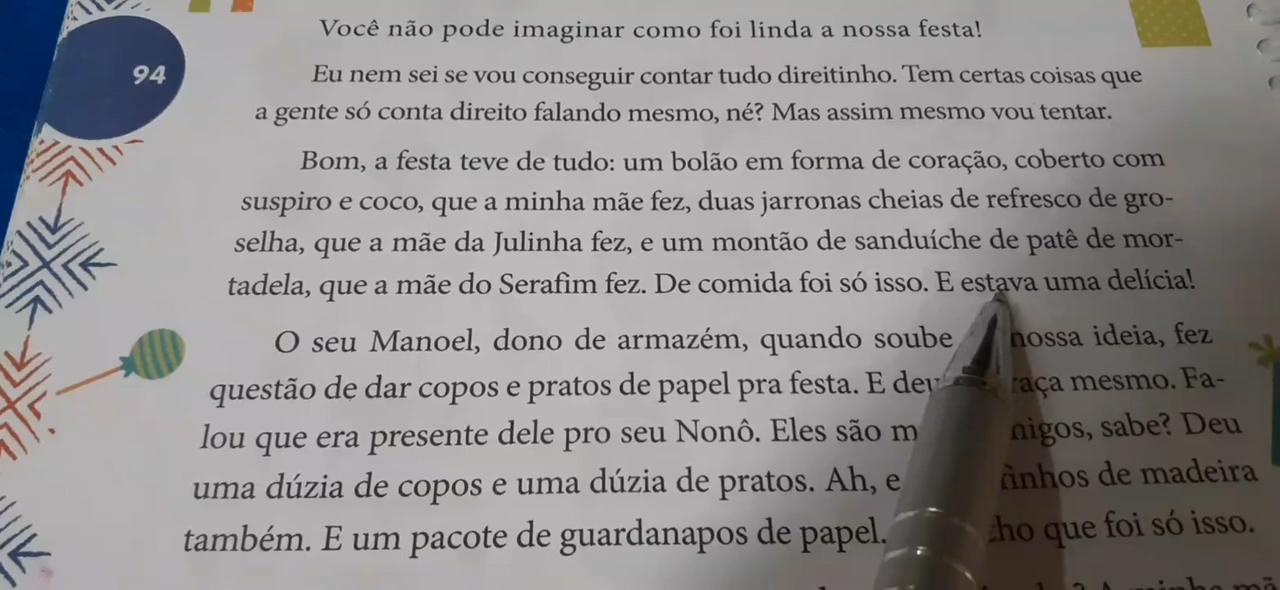 94
Você não pode imaginar como foi linda a nossa festa!
Eu nem sei se vou conseguir contar tudo direitinho. Tem certas coisas que
a gente só conta direito falando mesmo, né? Mas assim mesmo vou tentar.
Bom, a festa teve de tudo: um bolão em forma de coração, coberto com
suspiro e coco, que a minha mãe fez, duas jarronas cheias de refresco de gro-
selha, que a mãe da Julinha fez, e um montão de sanduíche de patê de mor-
tadela, que a mãe do Serafim fez. De comida foi só isso. E estava uma delícia!
O seu Manoel, dono de armazém, quando soube nossa ideia, fez
questão de dar copos e pratos de papel pra festa. E mesmo. Fa-
lou que era presente dele pro seu Nonô. Eles são sabe? Deu
uma dúzia de copos e uma dúzia de pratos. Ah, de madeira
também. E um pacote de guardanapos de papel. que foi só isso.